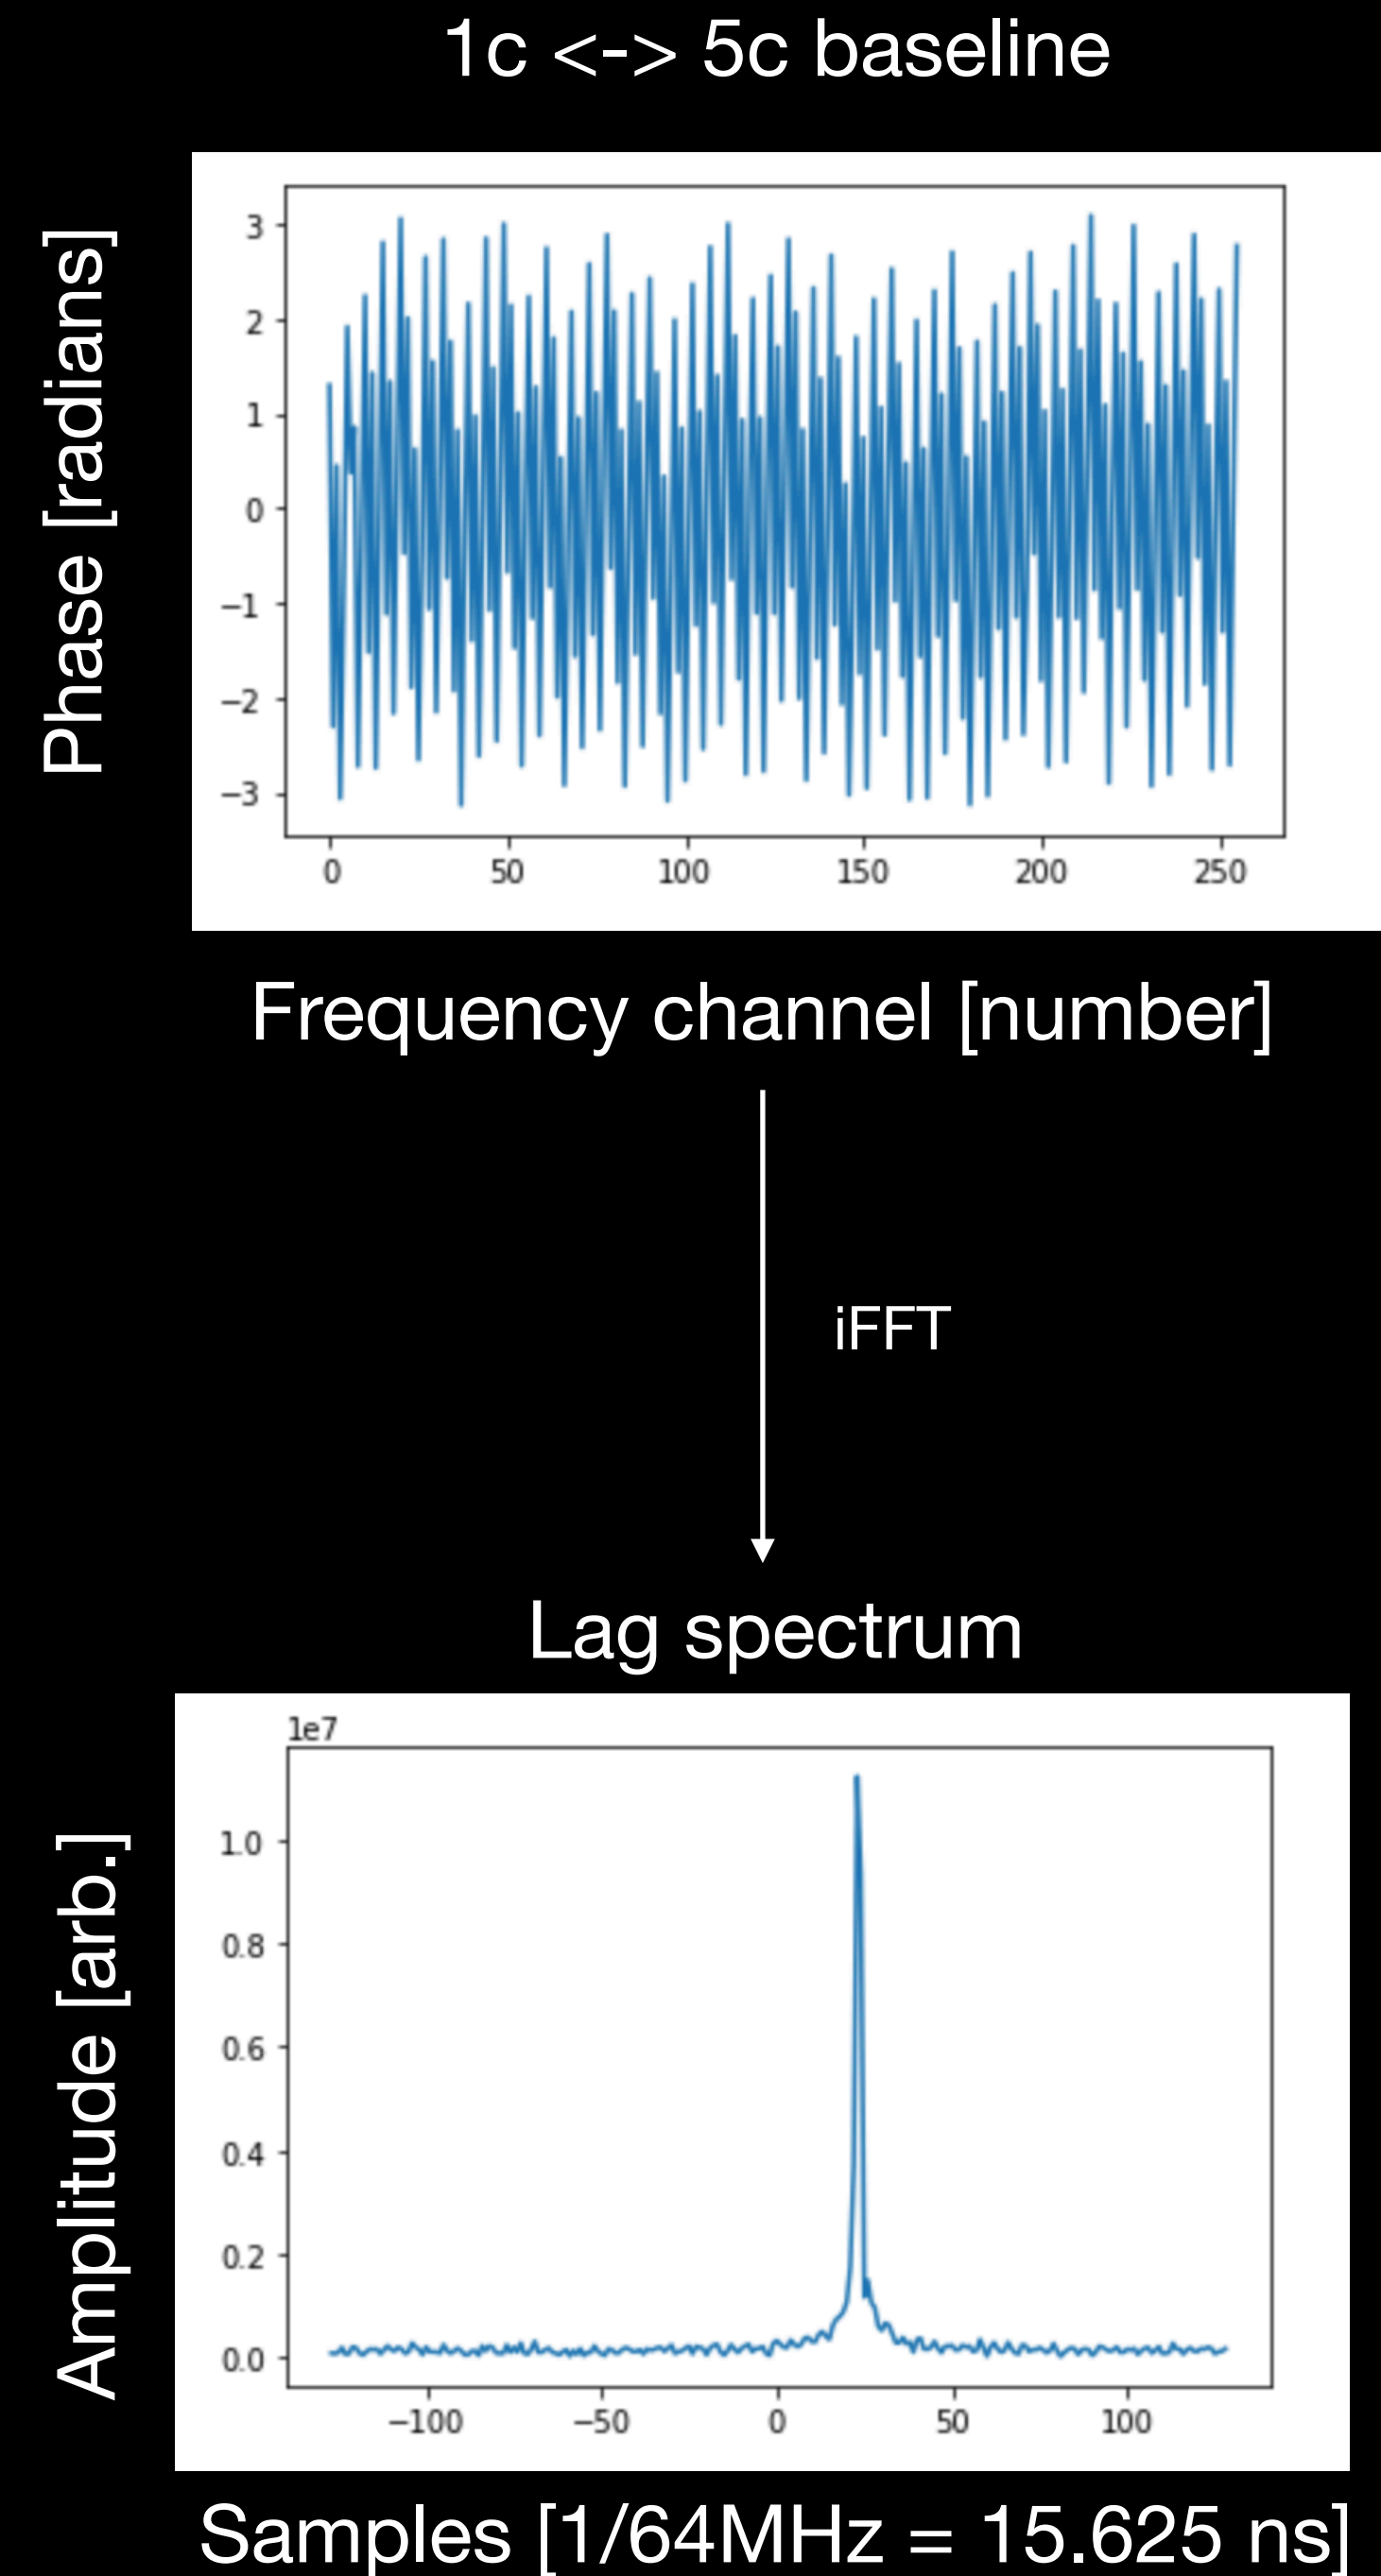 1c <-> 5c baseline
Phase [radians]
3
2
1
0
−1
−2
−3
0 50 100 150 200 250
Frequency channel [number]
iFFT
Lag spectrum
1e7
Amplitude [arb.]
1.0
0.8
0.6
0.4
0.2
0.0
−100 −50 0 50 100
Samples [1/64MHz = 15.625 ns]